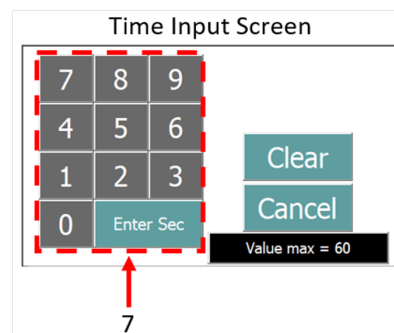 Time Input Screen
7 8 9
4 5 6
1 2 3
Clear
0 Enter Sec
Cancel
Value max = 60
7